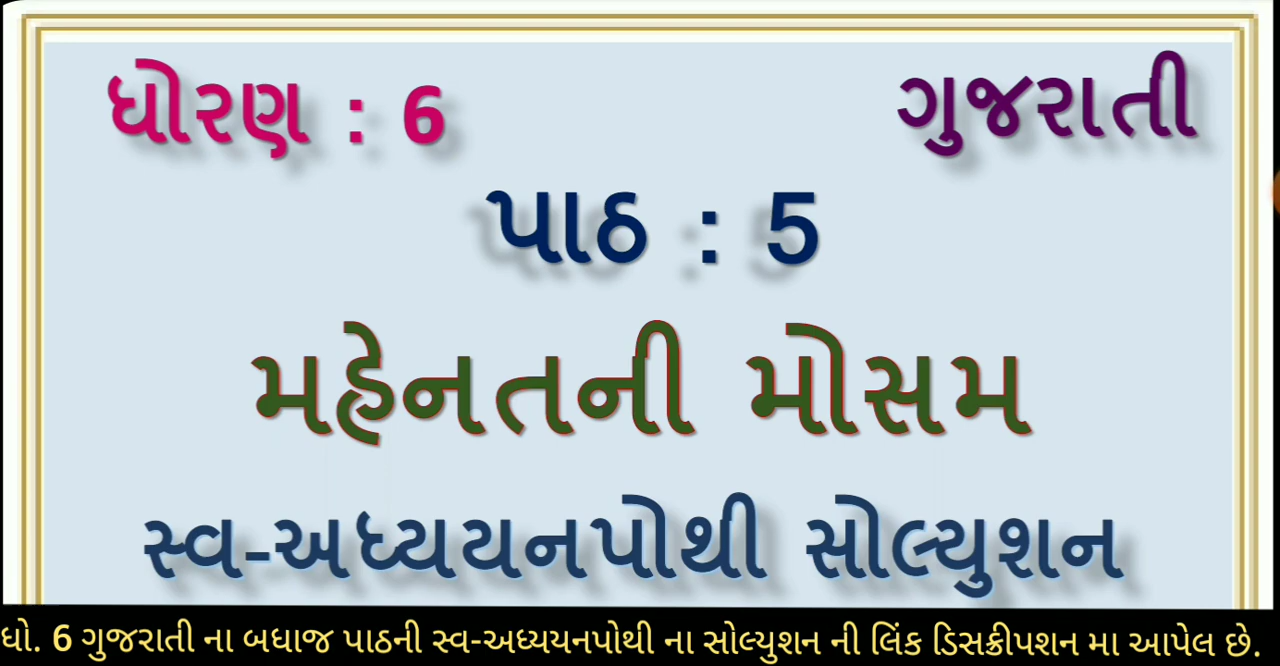 ધોરણ : 6
ગુજરાતી
પાઠ : 5
મહેનતની મોસમ
સ્વ-અધ્યયનપોથી સોલ્યુશન
ધો. 6 ગુજરાતી ના બધાજ પાઠની સ્વ-અધ્યયનપોથી ના સોલ્યુશન ની લિંક ડિસક્રીપશન મા આપેલ છે.